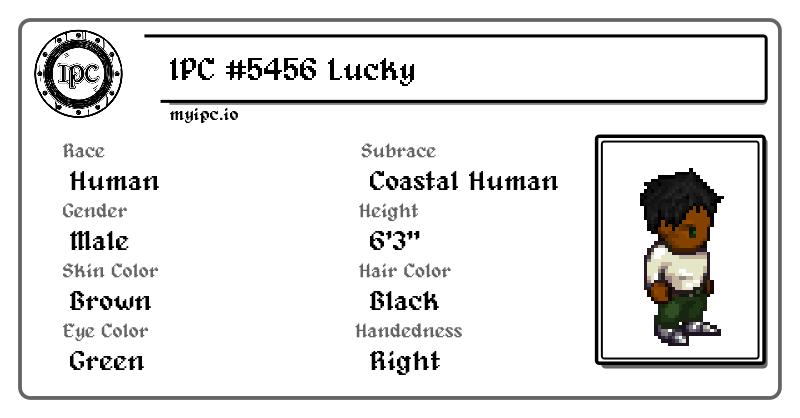 IPC
IPC #5456 Lucky
myipc.io
Race
Human
Subrace
Coastal Human
Gender
Male
Height
6'3"
Skin Color
Brown
Hair Color
Black
Eye Color
Green
Handedness
Right